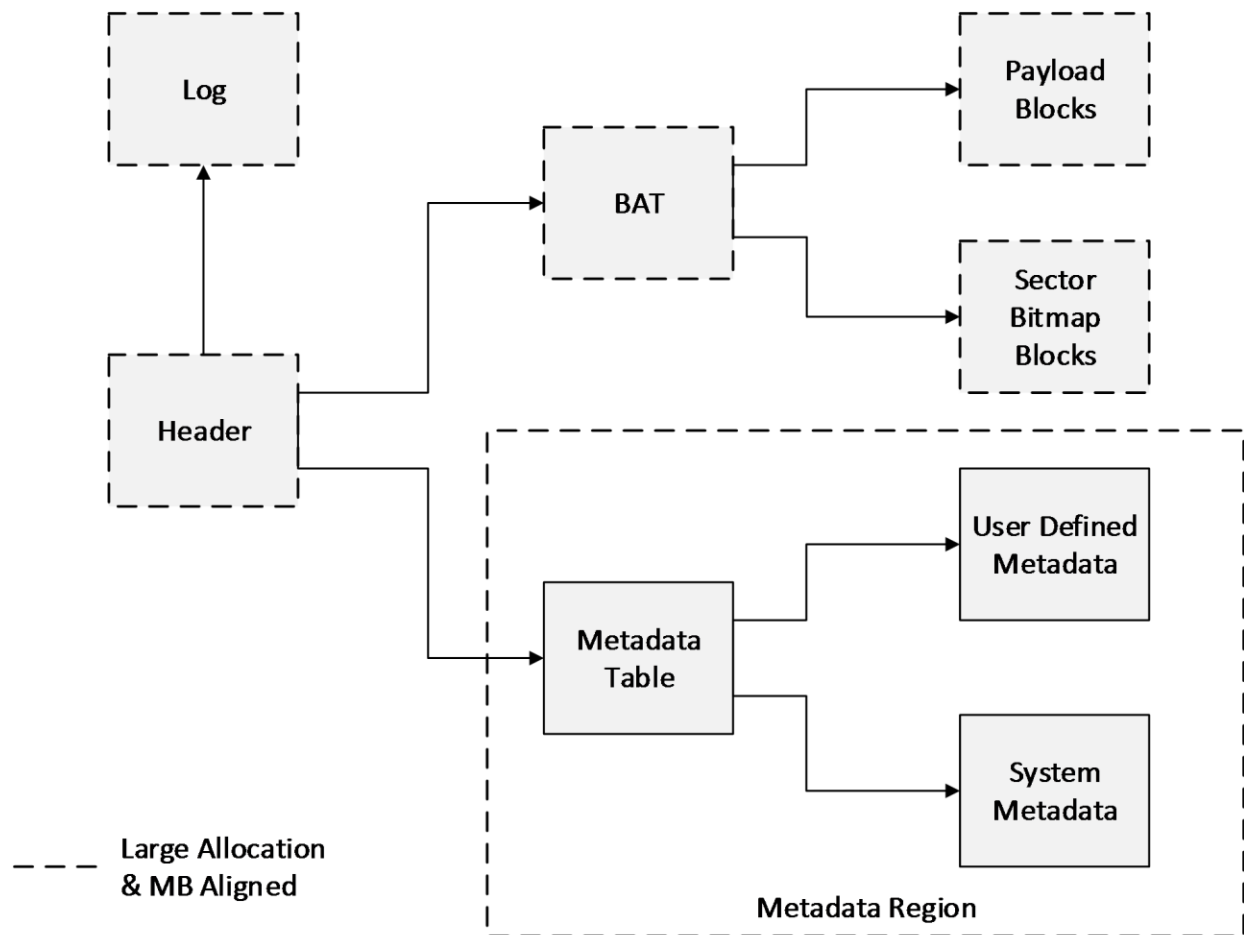 Log
Payload
Blocks
BAT
Sector
Bitmap
Blocks
Header
User Defined
Metadada
Metadata
Table
System
Metadata
Large Allocation
& MB Aligned
Metadata Region